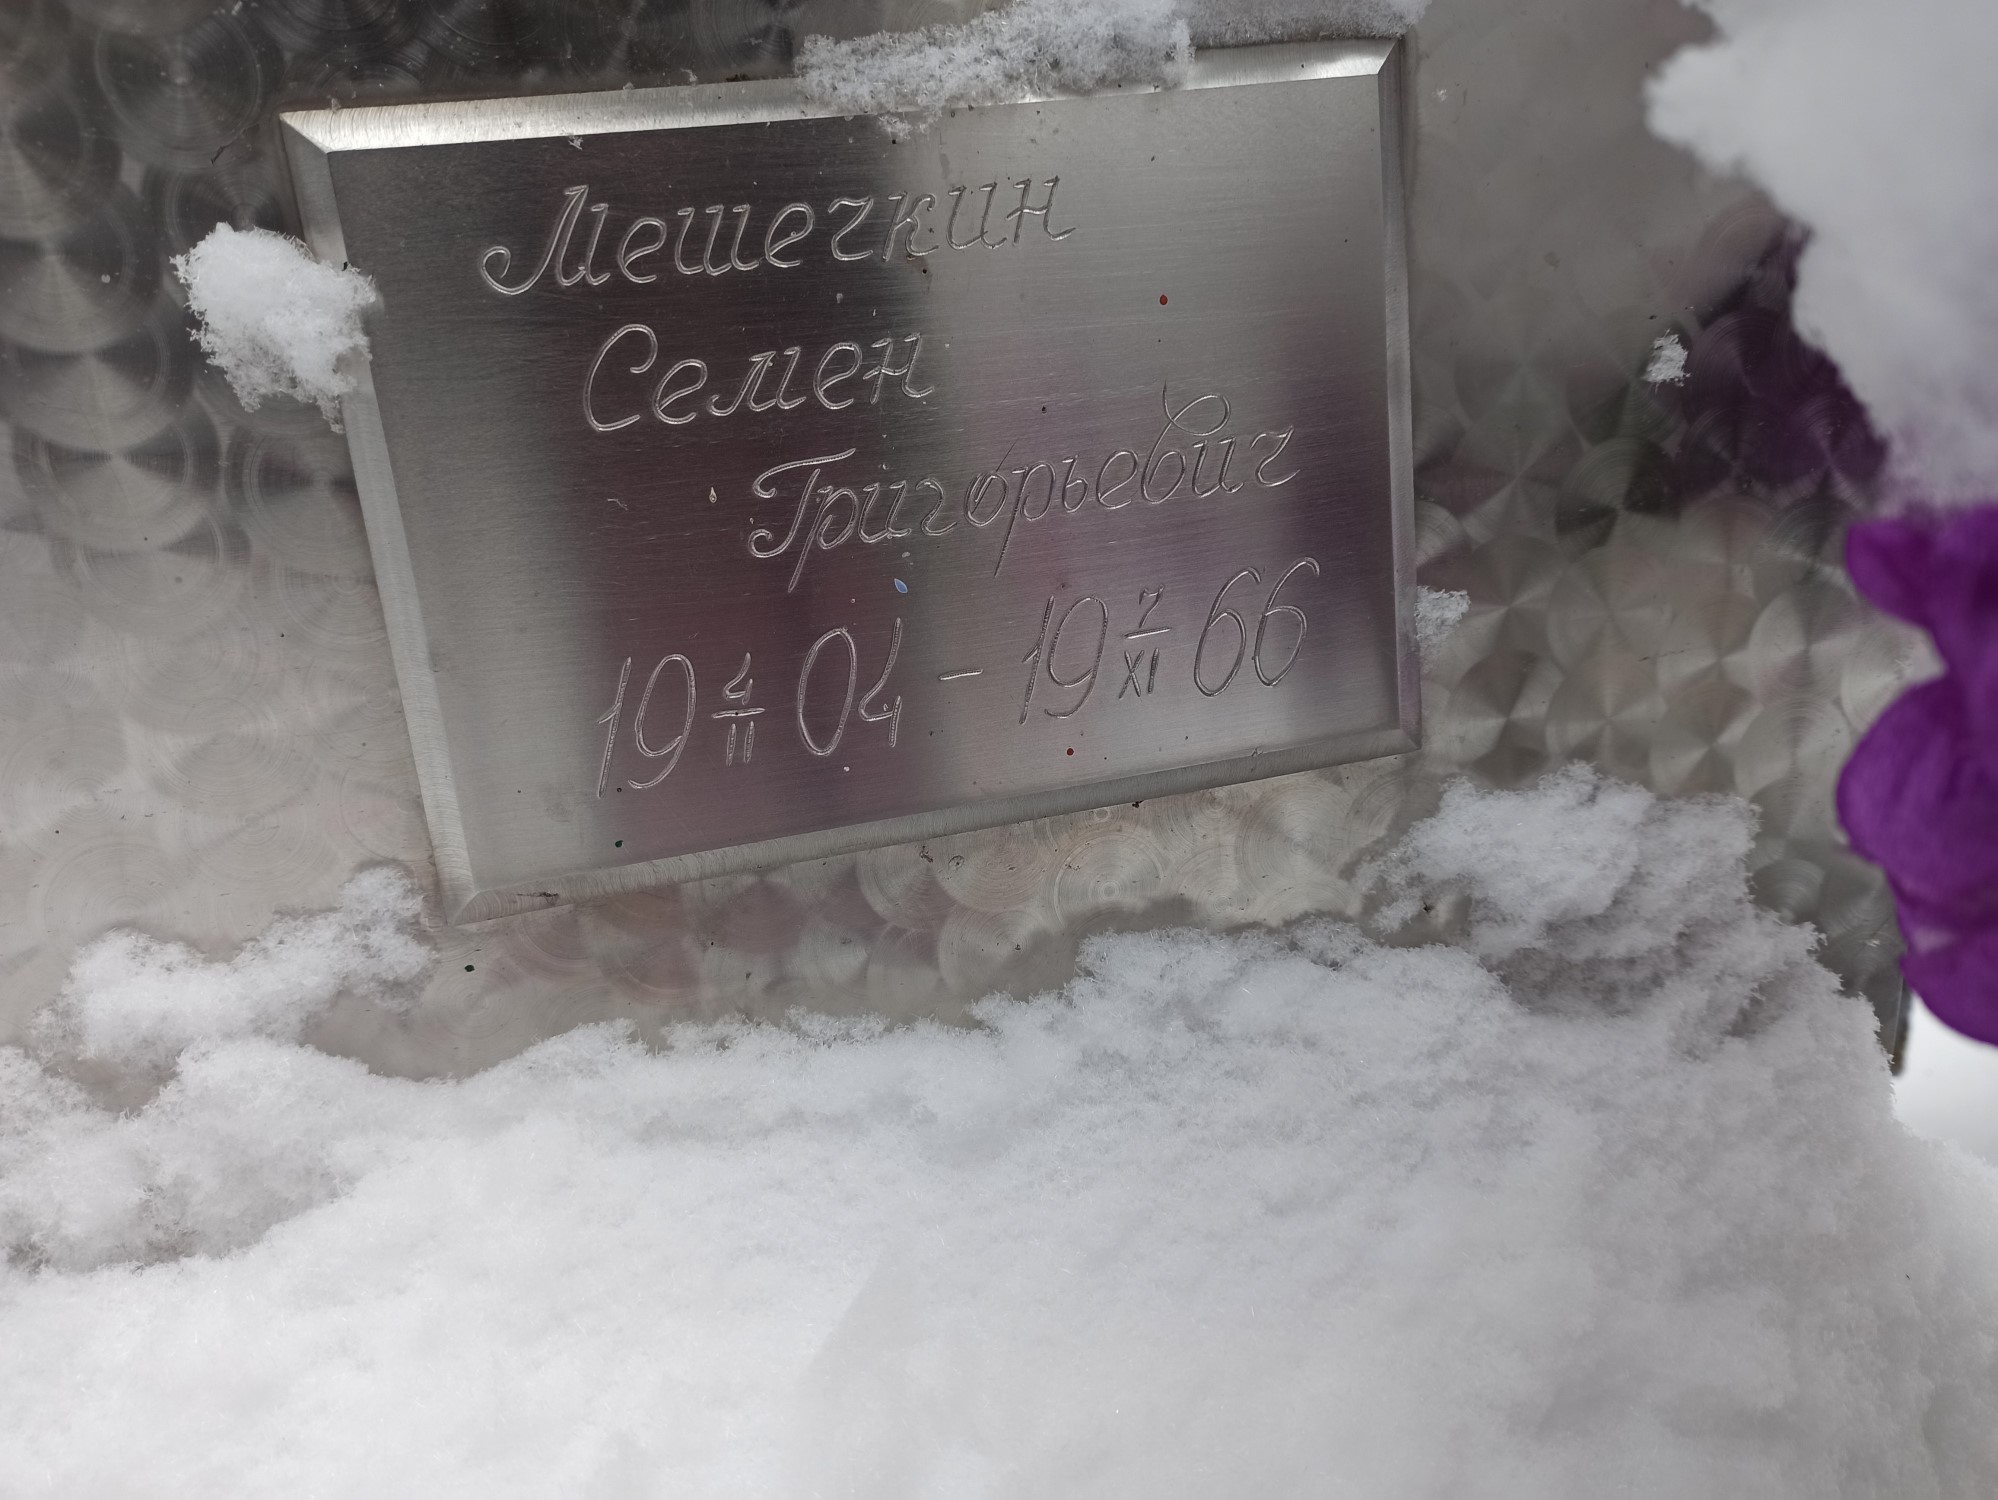 Мешечкин
Семен
Григорьевич
19 4/II 04 – 19 7/XI 66